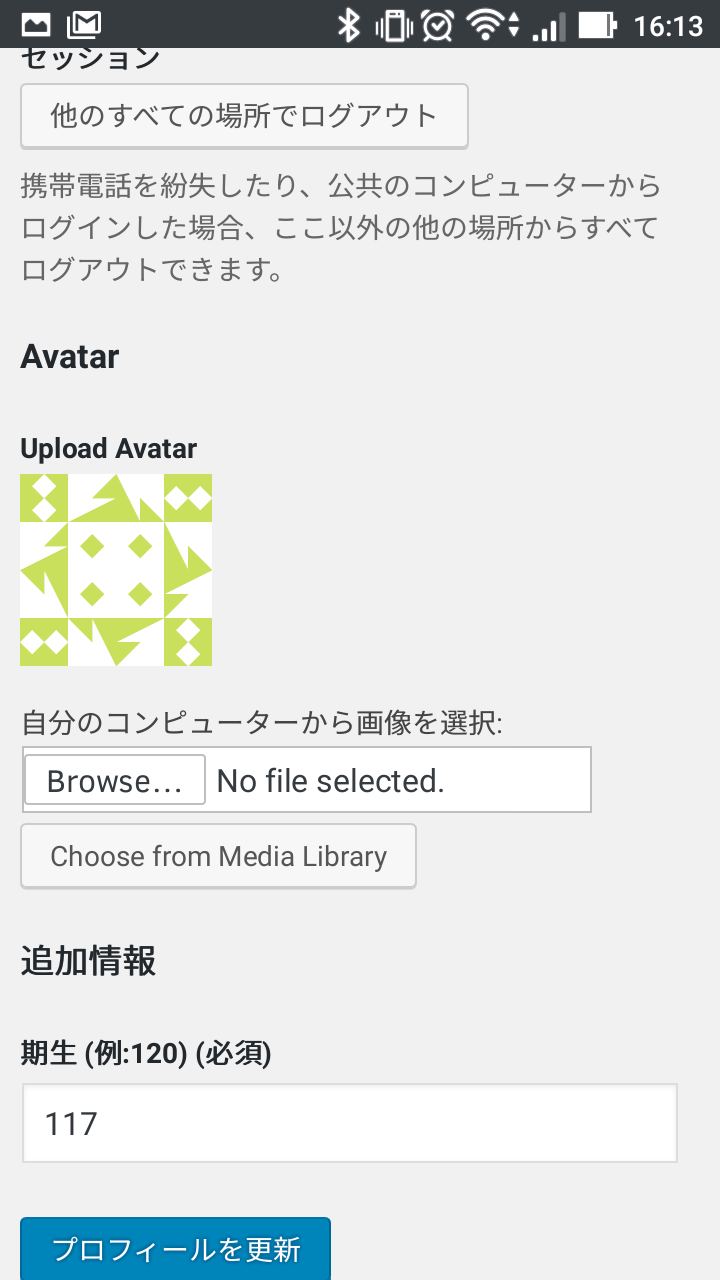 16:13
セッション
他のすべての場所でログアウト
携帯電話を紛失したり、公共のコンピューターから
ログインした場合、ここ以外の他の場所からすべて
ログアウトできます。
Avatar
Upload Avatar
自分のコンピューターから画像を選択:
Browse... No file selected.
Choose from Media Library
追加情報
期生 (例:120) (必須)
117
プロフィールを更新